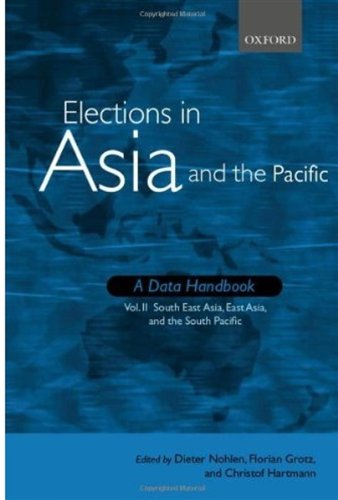 OXFORD
Elections in
Asia and the Pacific
A Data Handbook
Vol. II South East Asia, East Asia,
and the South Pacific
Edited by Dieter Nohlen, Florian Grotz,
and Christof Hartmann